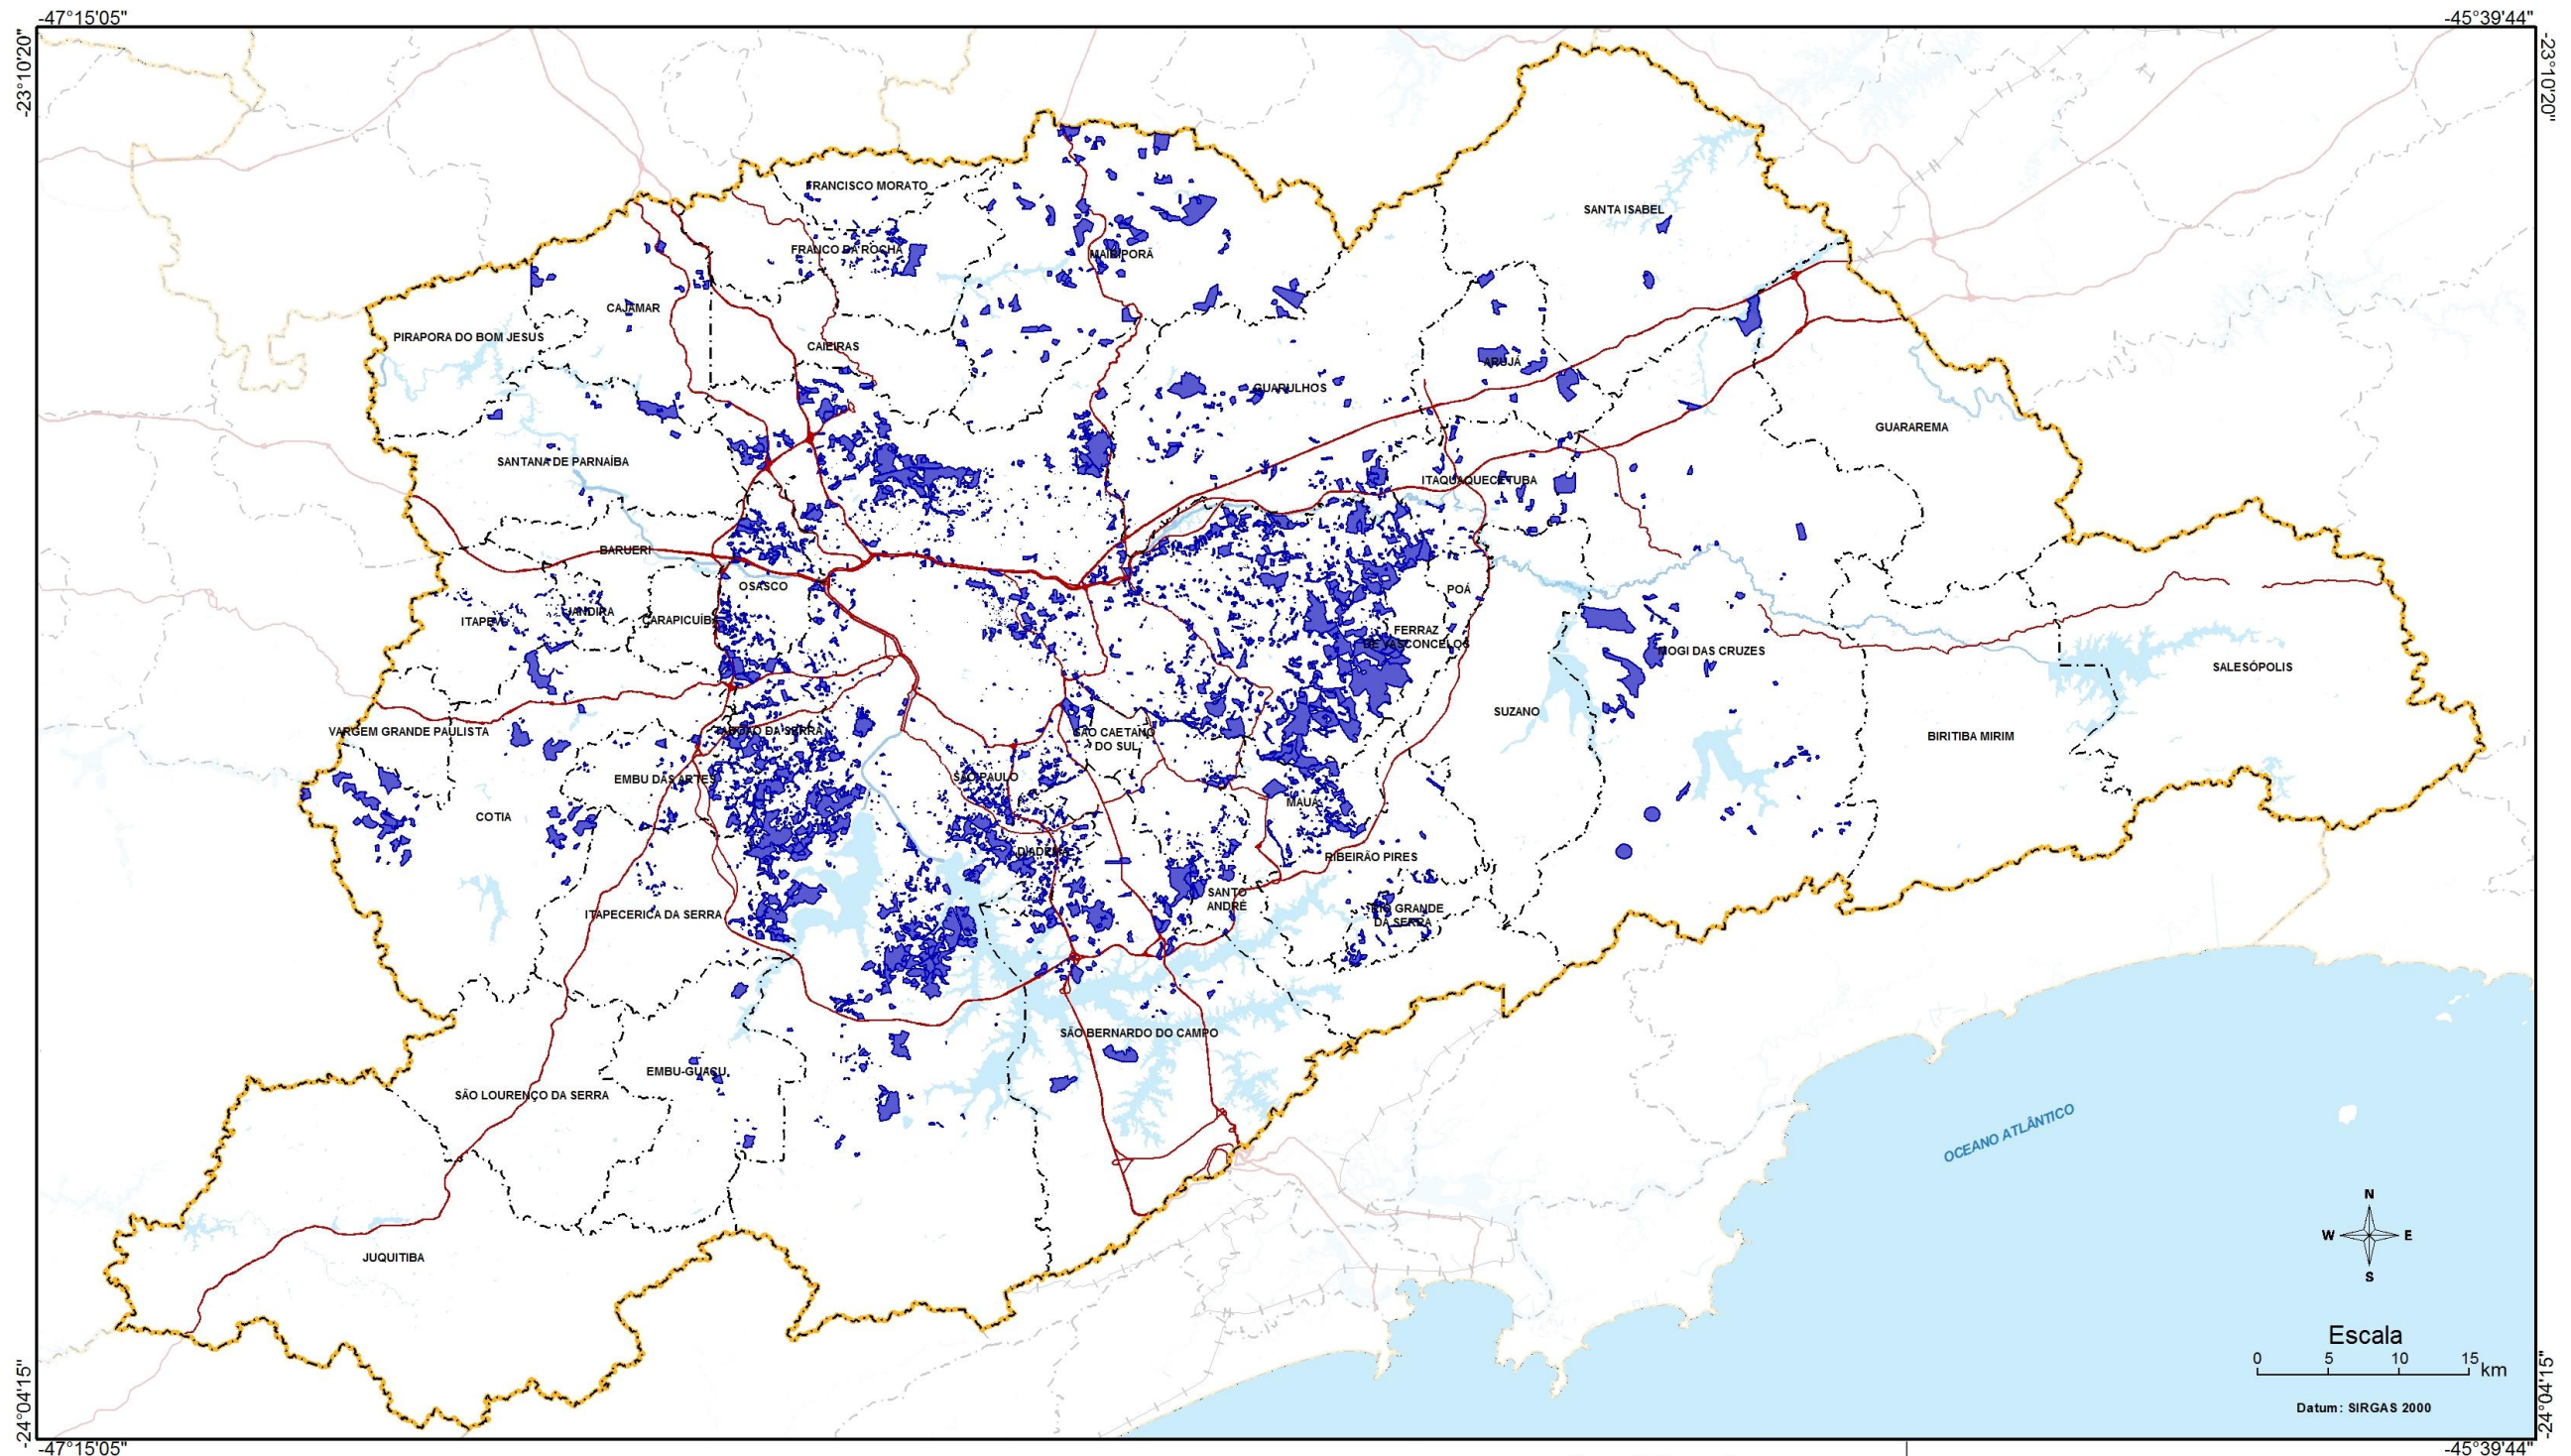 -47°15'05"
-45°39'44"
-23°10'20"
-23°10'20"
FRANCISCO MORATO
SANTA ISABEL
FRANCO DA ROCHA
MAIRIPORÃ
CAJAMAR
PIRAPORA DO BOM JESUS
CAIEIRAS
ARUJÁ
GUARULHOS
GUARAREMA
SANTANA DE PARNAÍBA
ITAQUAQUECETUBA
BARUERI
OSASCO
POÁ
JANDIRA
ITAPEVI
CARAPICUÍBA
FERRAZ
DE VASCONCELOS
MOGI DAS CRUZES
SALESÓPOLIS
SUZANO
VARGEM GRANDE PAULISTA
TABOÃO DA SERRA
SÃO CAETANO
DO SUL
BIRITIBA MIRIM
EMBU DAS ARTES
SÃO PAULO
MAUÁ
COTIA
DIADEMA
RIBEIRÃO PIRES
SANTO
ANDRÉ
ITAPECERICA DA SERRA
RIO GRANDE
DA SERRA
SÃO BERNARDO DO CAMPO
EMBU-GUAÇU
SÃO LOURENÇO DA SERRA
OCEANO ATLÂNTICO
JUQUITIBA
N
W E
S
Escala
0 5 10 15 km
Datum: SIRGAS 2000
-24°04'15"
-24°04'15"
-47°15'05"
-45°39'44"